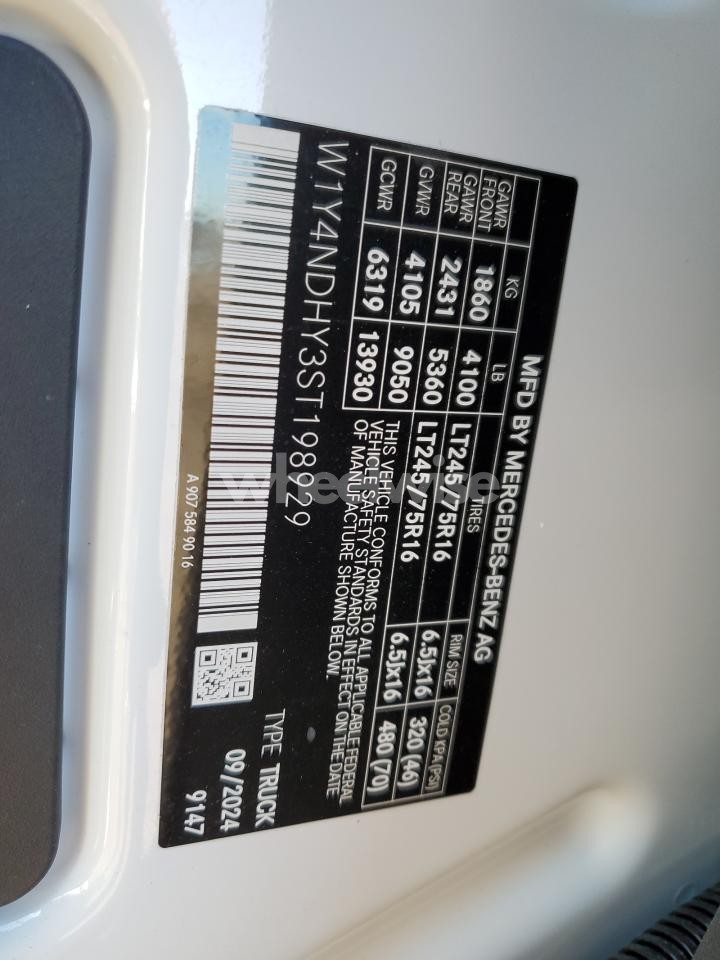 MFD BY MERCEDES-BENZ AG
KG LB TIRES RIM SIZE COLD KPA (PSI)
GAWR FRONT 1860 4100 LT245/75R16 6.5Jx16 320 (46)
GAWR REAR 2431 5360 LT245/75R16 6.5Jx16 480 (70)
GVWR 4105 9050
GCWR 6319 13930
THIS VEHICLE CONFORMS TO ALL APPLICABLE FEDERAL
VEHICLE SAFETY STANDARDS IN EFFECT ON THE DATE
OF MANUFACTURE SHOWN BELOW.
W1Y4NDHY3ST198929
TYPE TRUCK
09/2024
9147
A 907 584 90 16
wheelwire